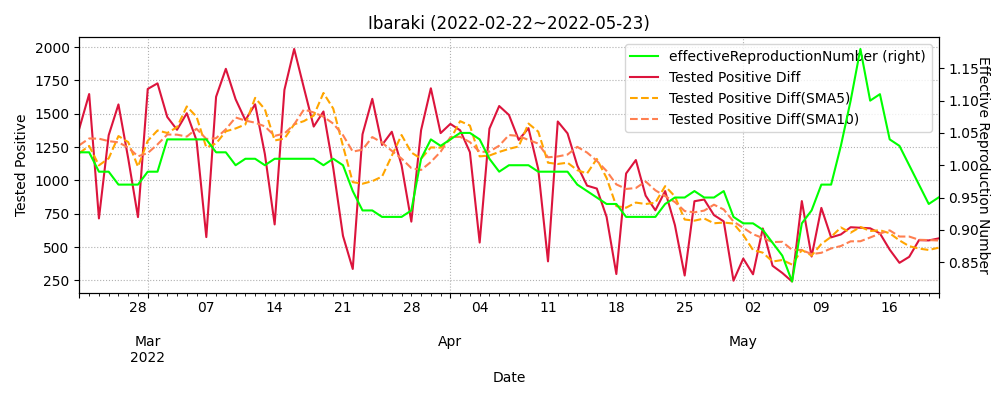 Ibaraki (2022-02-22~2022-05-23)
effectiveReproductionNumber (right)
Tested Positive Diff
Tested Positive Diff(SMA5)
Tested Positive Diff(SMA10)
Tested Positive
2000
1750
1500
1250
1000
750
500
250
1.15
1.10
1.05
1.00
0.95
0.90
0.85
Effective Reproduction Number
28 07 14 21 28 04 11 18 25 02 09 16
Mar Apr May
2022
Date